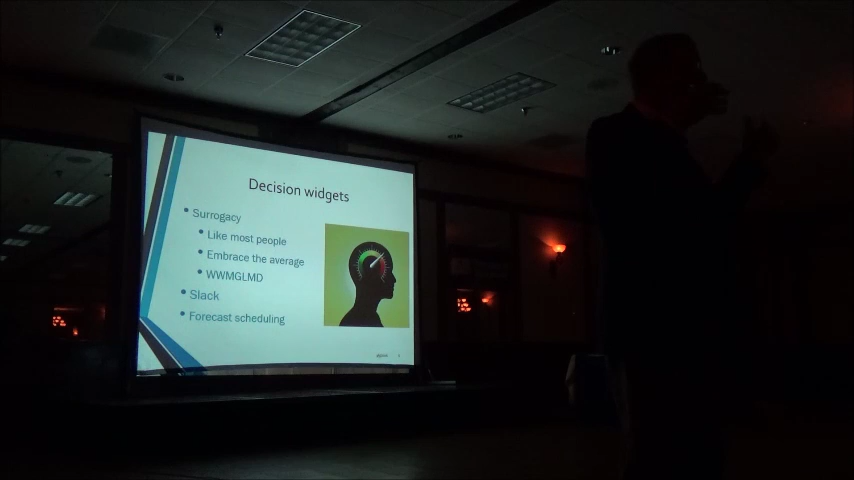 Decision widgets
• Surrogacy
• Like most people
• Embrace the average
• WWMGLMD
• Slack
• Forecast scheduling